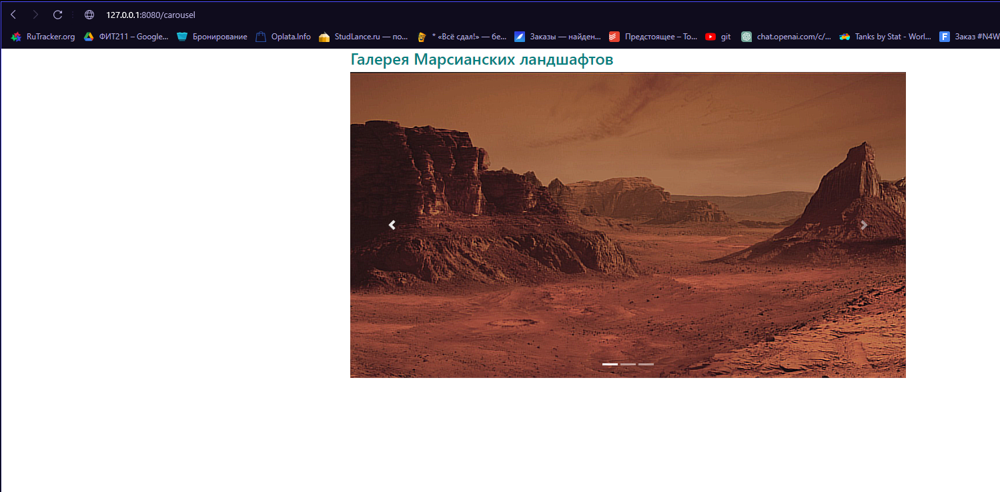 127.0.0.1:8080/carousel
RuTracker.org ФИТ211 – Google... Бронирование Oplata.Info StudLance.ru — по... * «Всё сдал!» — бе... Заказы — найден... Предстоящее – To... git chat.openai.com/c/... Tanks by Stat - Worl... Заказ #N4W
Галерея Марсианских ландшафтов